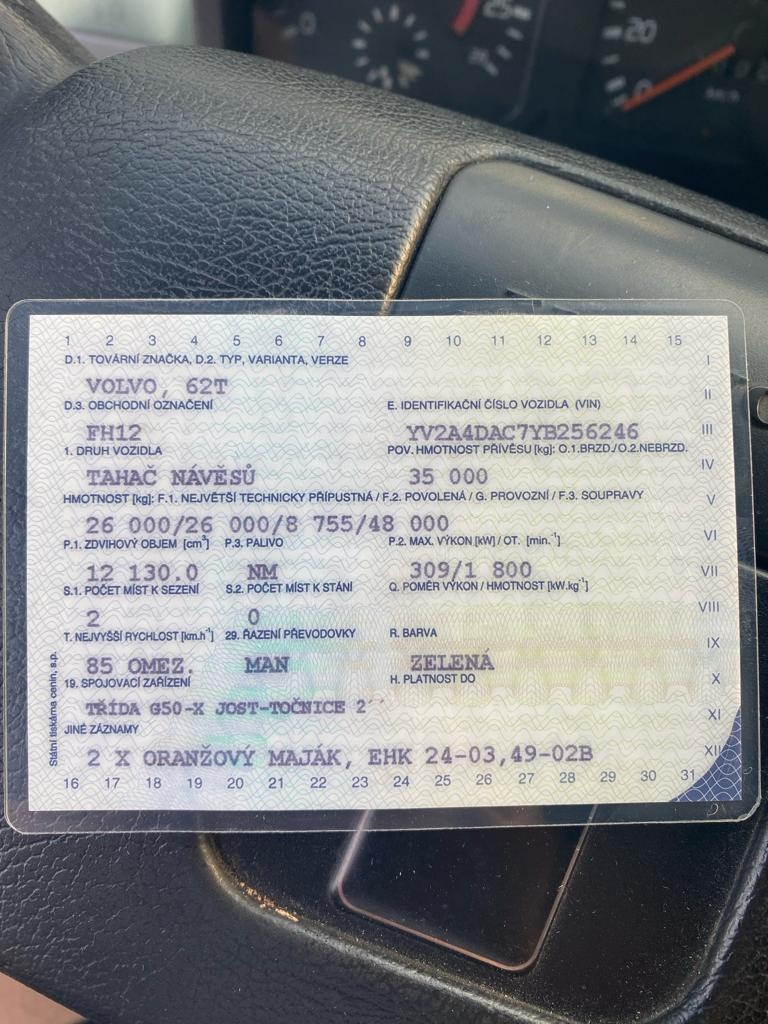 25
20
0
0
1 2 3 4 5 6 7 8 9 10 11 12 13 14 15
D.1. TOVÁRNÍ ZNAČKA, D.2. TYP, VARIANTA, VERZE I
VOLVO, 62T
D.3. OBCHODNÍ OZNAČENÍ E. IDENTIFIKAČNÍ ČÍSLO VOZIDLA (VIN) II
FH12 YV2A4DAC7YB256246 III
1. DRUH VOZIDLA POV. HMOTNOST PŘÍVĚSU [kg]: O.1.BRZD./O.2.NEBRZD.
TAHAČ NÁVĚSŮ 35 000 IV
HMOTNOST [kg]: F.1. NEJVĚTŠÍ TECHNICKY PŘÍPUSTNÁ / F.2. POVOLENÁ / G. PROVOZNÍ / F.3. SOUPRAVY V
26 000/26 000/8 755/48 000
P.1. ZDVIHOVÝ OBJEM [cm³] P.3. PALIVO P.2. MAX. VÝKON [kW] / OT. [min.⁻¹] VI
12 130.0 NM 309/1 800 VII
S.1. POČET MÍST K SEZENÍ S.2. POČET MÍST K STÁNÍ Q. POMĚR VÝKON / HMOTNOST [kW.kg⁻¹]
2 0 VIII
T. NEJVYŠŠÍ RYCHLOST [km.h⁻¹] 29. ŘAZENÍ PŘEVODOVKY R. BARVA IX
85 OMEZ. MAN ZELENÁ
19. SPOJOVACÍ ZAŘÍZENÍ H. PLATNOST DO X
TŘÍDA G50-X JOST-TOČNICE 2´´ XI
JINÉ ZÁZNAMY
2 X ORANŽOVÝ MAJÁK, EHK 24-03,49-02B XII
16 17 18 19 20 21 22 23 24 25 26 27 28 29 30 31
Státní tiskárna cenin, s.p.